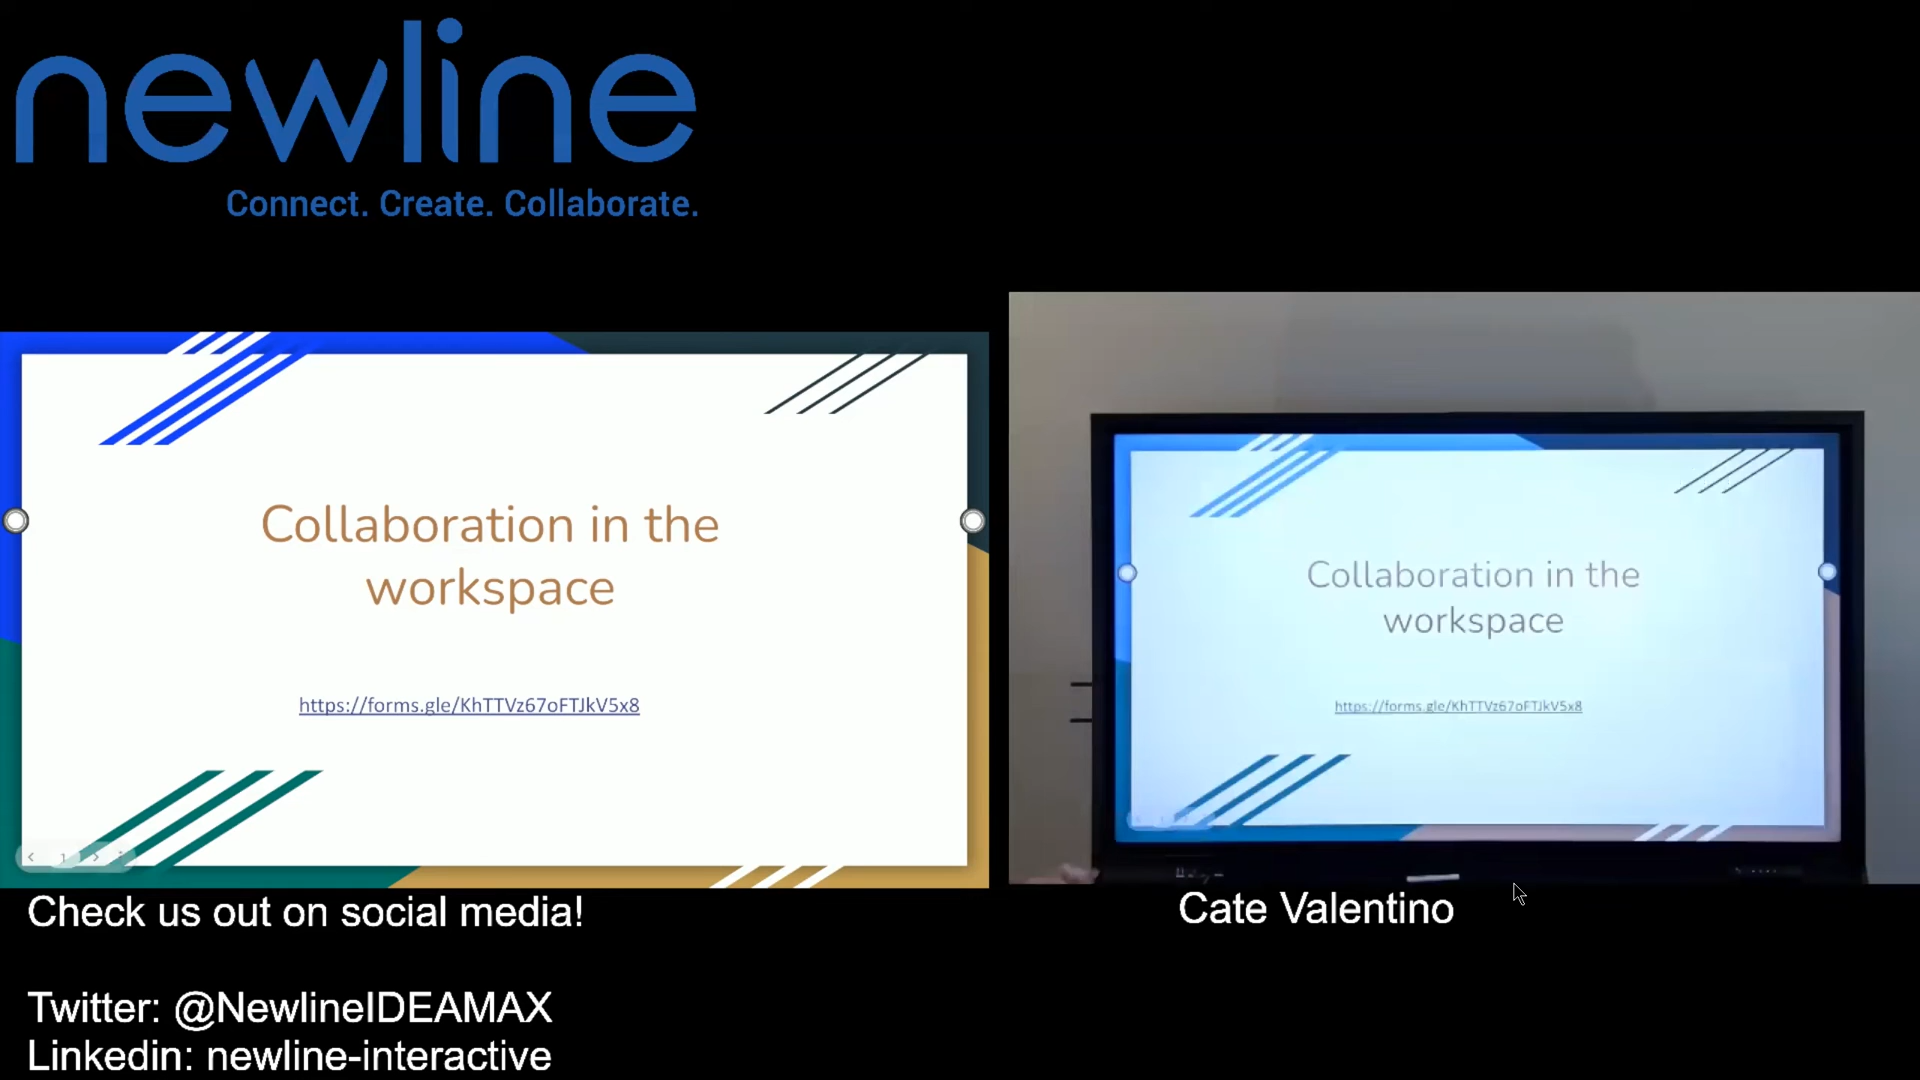 newline
Connect. Create. Collaborate.
Collaboration in the
workspace
https://forms.gle/KhTTVz67oFTJkV5x8
1
Collaboration in the
workspace
https://forms.gle/KhTTVz67oFTJkV5x8
Check us out on social media!
Cate Valentino
Twitter: @NewlineIDEAMAX
Linkedin: newline-interactive